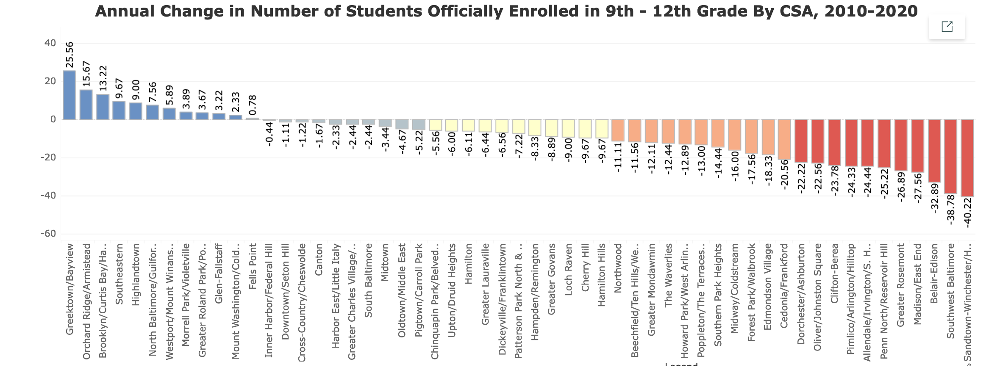 Annual Change in Number of Students Officially Enrolled in 9th - 12th Grade By CSA, 2010-2020
40
20
0
-20
-40
-60
25.56
15.67
13.22
9.67
9.00
7.56
5.89
3.89
3.67
3.22
2.33
0.78
-0.44
-1.11
-1.22
-1.67
-2.33
-2.44
-2.44
-3.44
-4.67
-5.22
-5.56
-6.00
-6.11
-6.44
-6.56
-7.22
-8.33
-8.89
-9.00
-9.67
-9.67
-11.11
-11.56
-12.11
-12.44
-12.89
-13.00
-14.44
-16.00
-17.56
-18.33
-20.56
-22.22
-22.56
-23.78
-24.33
-24.44
-25.22
-26.89
-27.56
-32.89
-38.78
-40.22
Greektown/Bayview
Orchard Ridge/Armistead
Brooklyn/Curtis Bay/Ha..
Southeastern
Highlandtown
North Baltimore/Guilfor..
Westport/Mount Winans..
Morrell Park/Violetville
Greater Roland Park/Po..
Glen-Fallstaff
Mount Washington/Cold..
Fells Point
Inner Harbor/Federal Hill
Downtown/Seton Hill
Cross-Country/Cheswolde
Canton
Harbor East/Little Italy
Greater Charles Village/..
South Baltimore
Midtown
Oldtown/Middle East
Pigtown/Carroll Park
Chinquapin Park/Belved..
Upton/Druid Heights
Hamilton
Greater Lauraville
Dickeyville/Franklintown
Patterson Park North & ..
Hampden/Remington
Greater Govans
Loch Raven
Cherry Hill
Hamilton Hills
Northwood
Beechfield/Ten Hills/We..
Greater Mondawmin
The Waverlies
Howard Park/West Arlin..
Poppleton/The Terraces..
Southern Park Heights
Midway/Coldstream
Forest Park/Walbrook
Edmondson Village
Cedonia/Frankford
Dorchester/Ashburton
Oliver/Johnston Square
Clifton-Berea
Pimlico/Arlington/Hilltop
Allendale/Irvington/S. H..
Penn North/Reservoir Hill
Greater Rosemont
Madison/East End
Belair-Edison
Southwest Baltimore
Sandtown-Winchester/H..
Legend